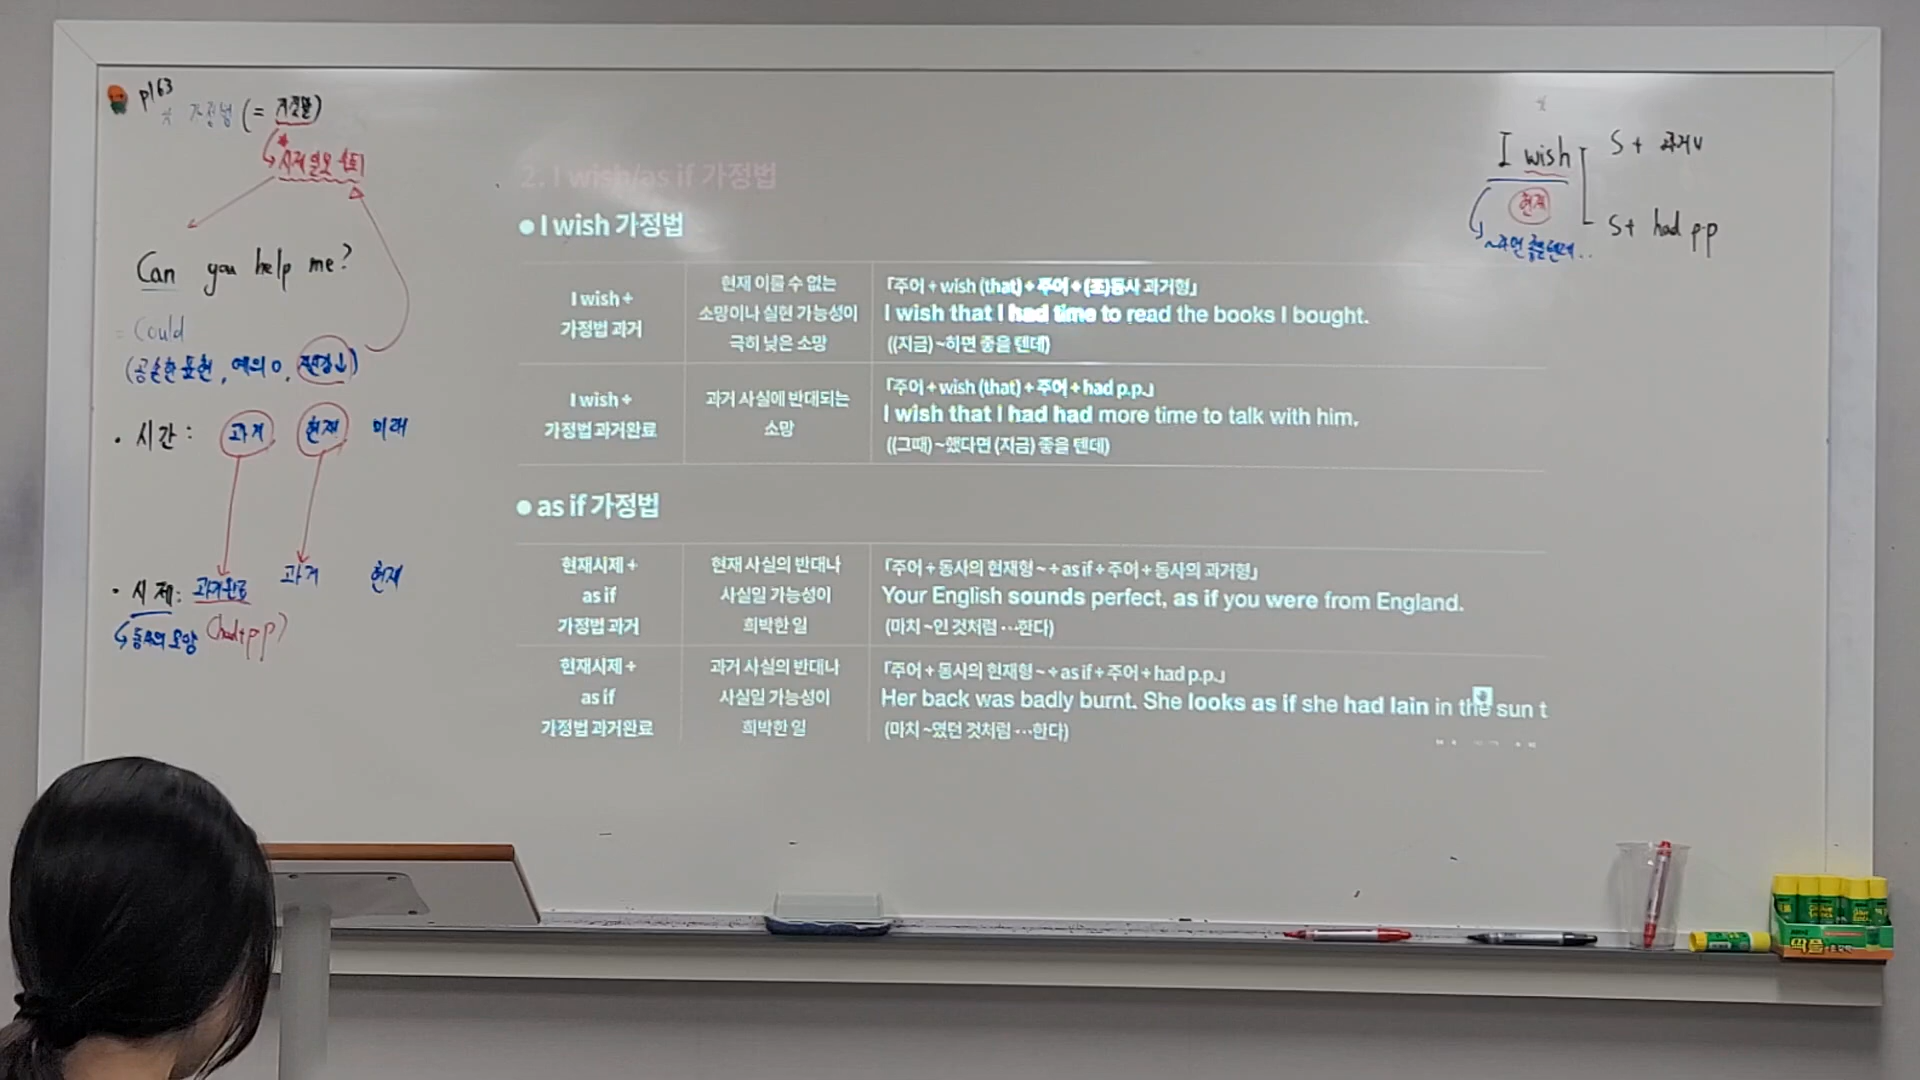 p163
가정법 (= 거짓말)
Can you help me?
= Could
(공손한 표현, 예의 O, )
· 시간: 과거 현재 미래
· 시제: 과거완료 과거 현재
동사의 모양 (had+p.p)
2. I wish/as if 가정법
● I wish 가정법
I wish +
가정법 과거
현재 이룰 수 없는
소망이나 실현 가능성이
극히 낮은 소망
「주어 + wish (that) + 주어 + (조)동사 과거형」
I wish that I had time to read the books I bought.
((지금) ~하면 좋을 텐데)
I wish +
가정법 과거완료
과거 사실에 반대되는
소망
「주어 + wish (that) + 주어 + had p.p.」
I wish that I had had more time to talk with him.
((그때) ~했다면 (지금) 좋을 텐데)
● as if 가정법
현재시제 +
as if
가정법 과거
현재 사실의 반대나
사실일 가능성이
희박한 일
「주어 + 동사의 현재형 ~ + as if + 주어 + 동사의 과거형」
Your English sounds perfect, as if you were from England.
(마치 ~인 것처럼 …한다)
현재시제 +
as if
가정법 과거완료
과거 사실의 반대나
사실일 가능성이
희박한 일
「주어 + 동사의 현재형 ~ + as if + 주어 + had p.p.」
Her back was badly burnt. She looks as if she had lain in the sun t
(마치 ~였던 것처럼 …한다)
I wish
S + 과거v
현재
S + had p.p
딱풀